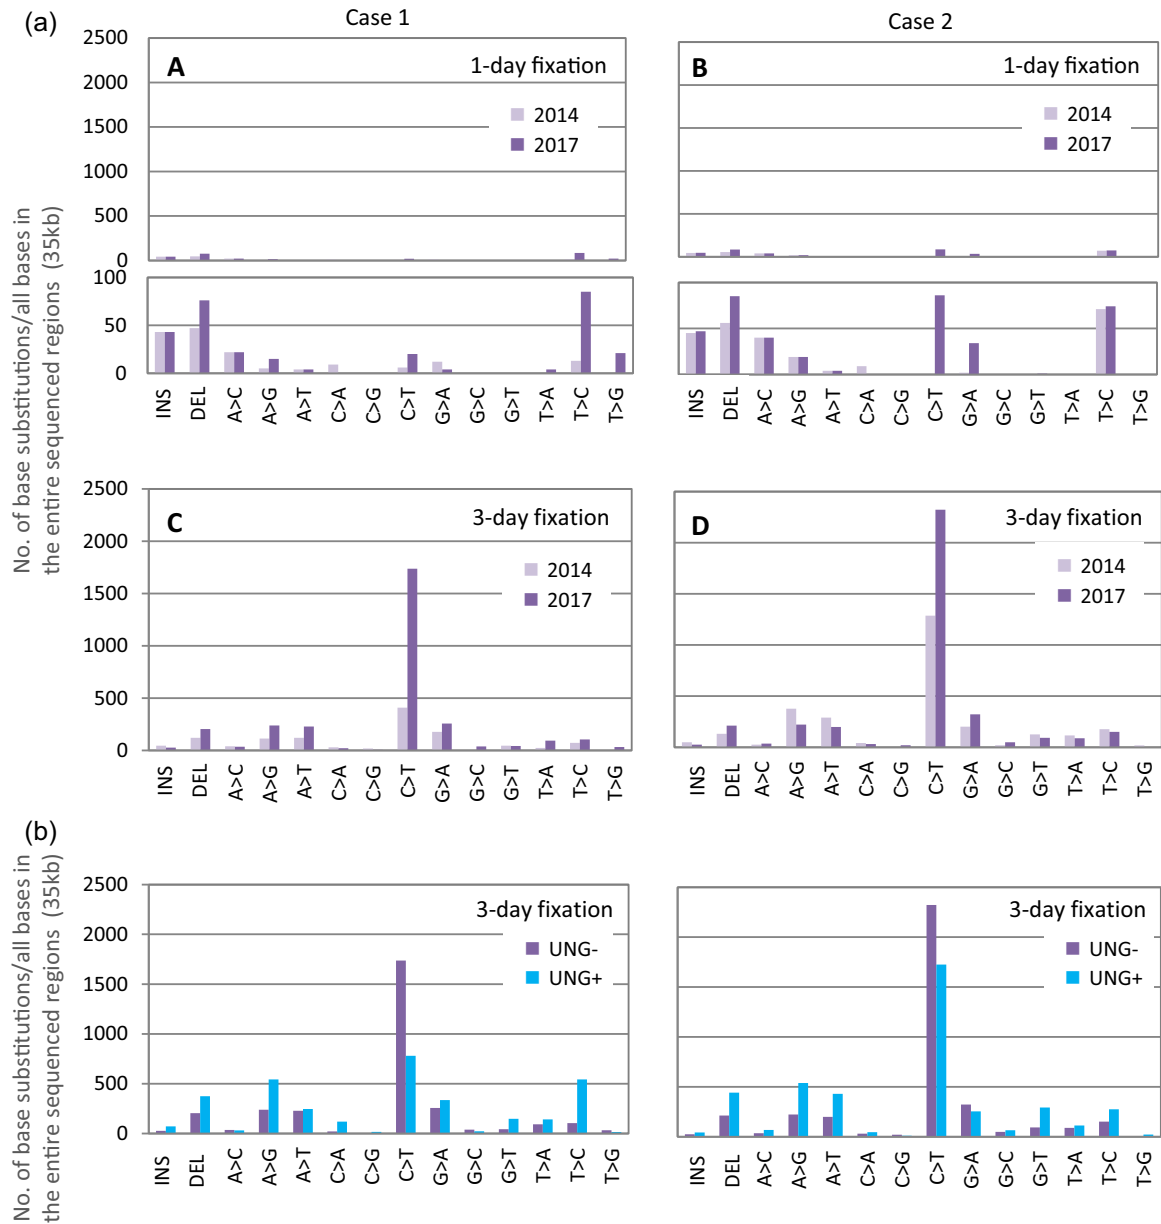 (a)
Case 1
Case 2
No. of base substitutions/all bases in
the entire sequenced regions (35kb)
2500
2000
1500
1000
500
0
A
1-day fixation
2014
2017
B
1-day fixation
2014
2017
100
50
0
INS DEL A>C A>G A>T C>A C>G C>T G>A G>C G>T T>A T>C T>G
INS DEL A>C A>G A>T C>A C>G C>T G>A G>C G>T T>A T>C T>G
2500
2000
1500
1000
500
0
C
3-day fixation
2014
2017
D
3-day fixation
2014
2017
INS DEL A>C A>G A>T C>A C>G C>T G>A G>C G>T T>A T>C T>G
INS DEL A>C A>G A>T C>A C>G C>T G>A G>C G>T T>A T>C T>G
(b)
No. of base substitutions/all bases in
the entire sequenced regions (35kb)
2500
2000
1500
1000
500
0
3-day fixation
UNG-
UNG+
3-day fixation
UNG-
UNG+
INS DEL A>C A>G A>T C>A C>G C>T G>A G>C G>T T>A T>C T>G
INS DEL A>C A>G A>T C>A C>G C>T G>A G>C G>T T>A T>C T>G